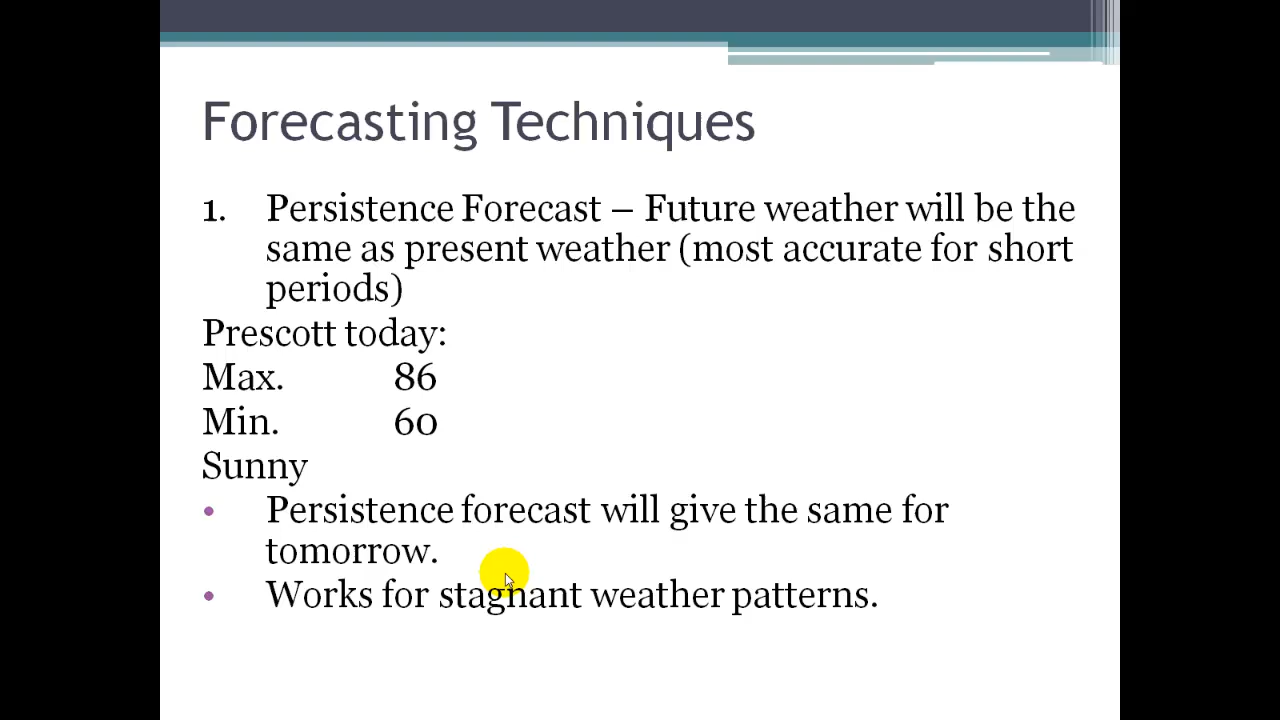 Forecasting Techniques
1. Persistence Forecast – Future weather will be the
same as present weather (most accurate for short
periods)
Prescott today:
Max. 86
Min. 60
Sunny
• Persistence forecast will give the same for
tomorrow.
• Works for stagnant weather patterns.